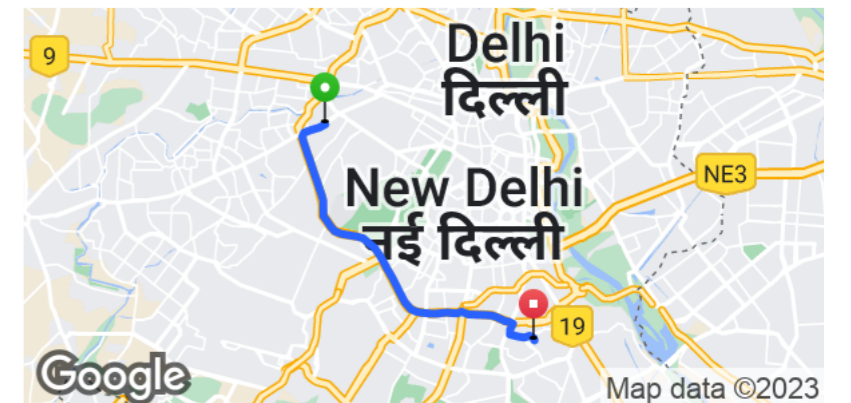 9
Delhi
दिल्ली
New Delhi
नई दिल्ली
NE3
19
Google
Map data ©2023